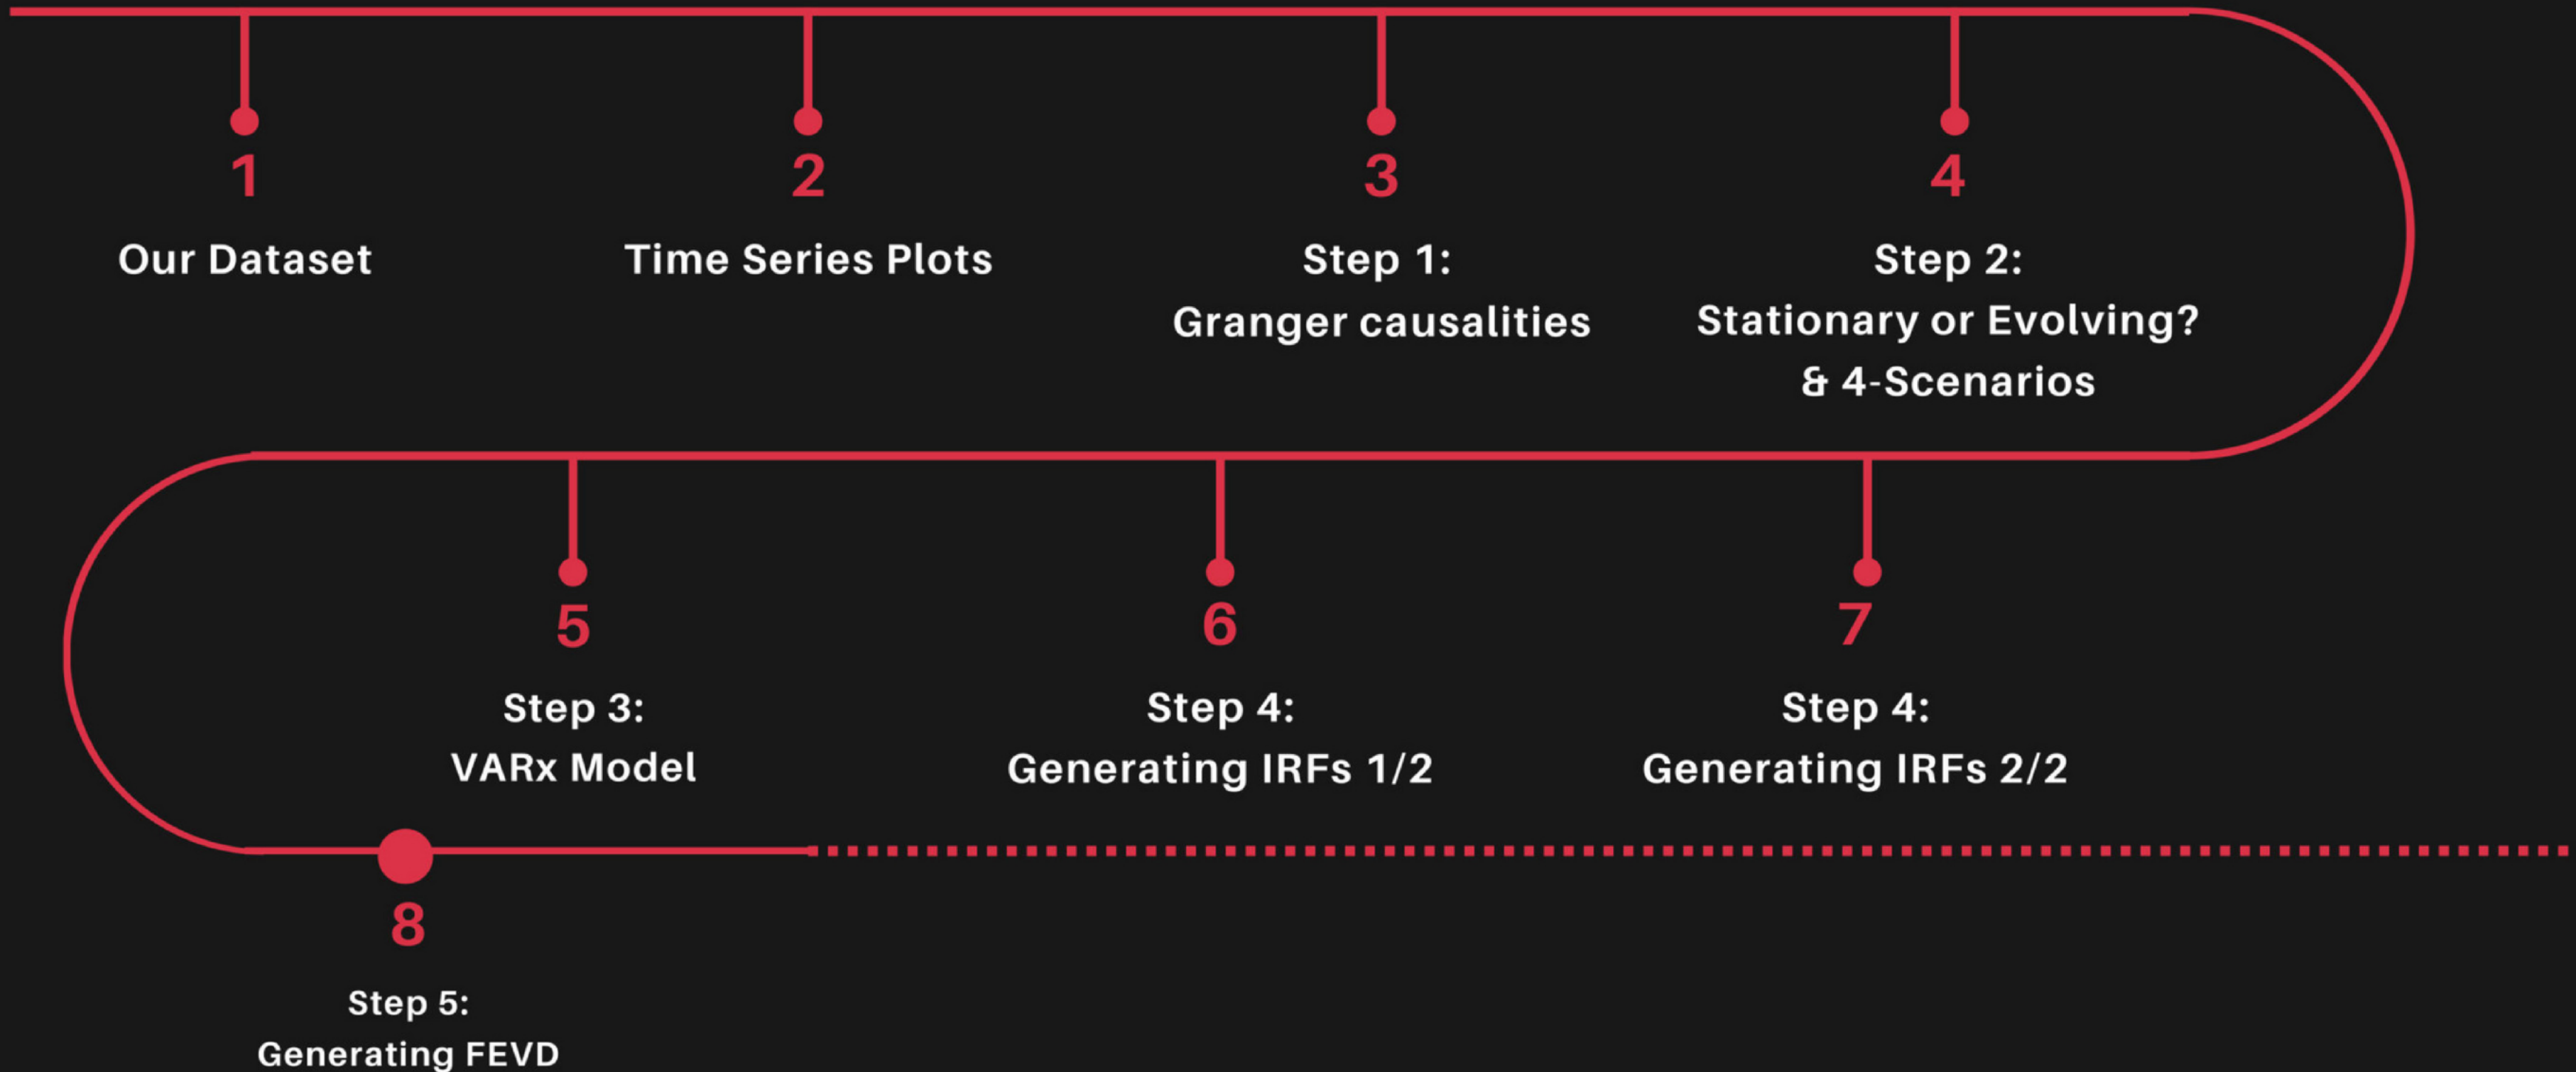 1
Our Dataset
2
Time Series Plots
3
Step 1:
Granger causalities
4
Step 2:
Stationary or Evolving?
& 4-Scenarios
5
Step 3:
VARx Model
6
Step 4:
Generating IRFs 1/2
7
Step 4:
Generating IRFs 2/2
8
Step 5:
Generating FEVD